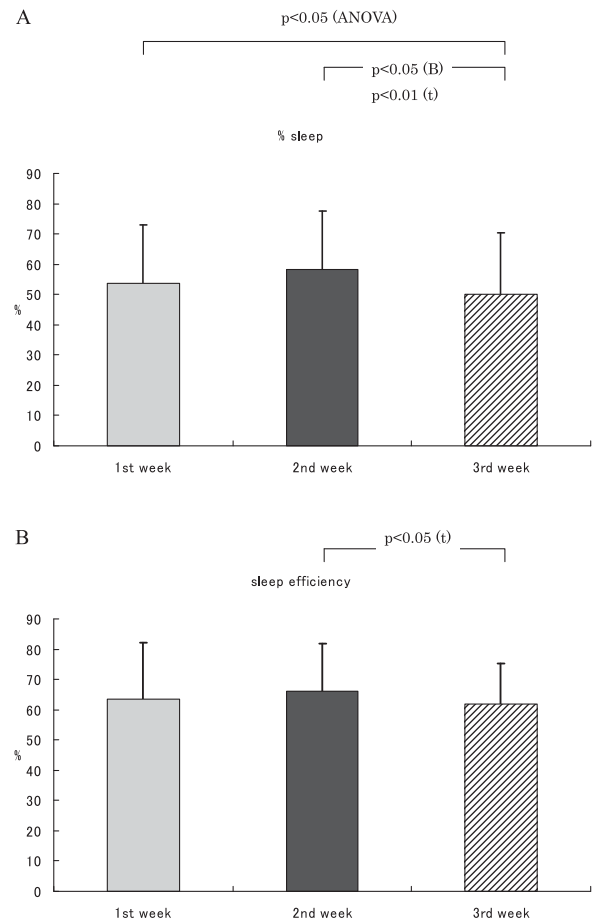 A
p<0.05 (ANOVA)
p<0.05 (B)
p<0.01 (t)
% sleep
90
80
70
60
50
40
30
20
10
0
%
1st week 2nd week 3rd week
B
p<0.05 (t)
sleep efficiency
90
80
70
60
50
40
30
20
10
0
%
1st week 2nd week 3rd week